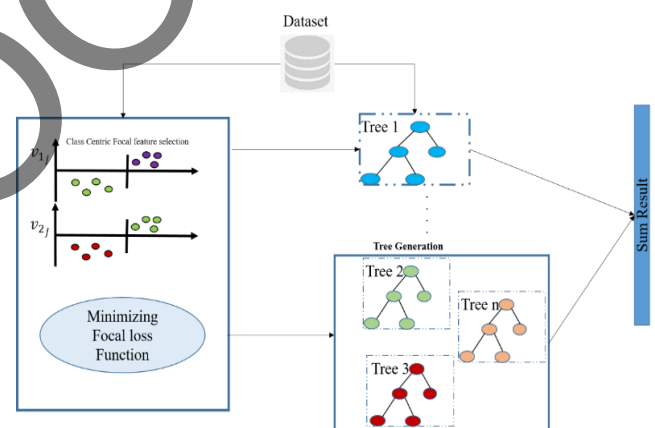 Dataset
Class Centric Focal feature selection
v1j
v2j
Minimizing
Focal loss
Function
Tree 1
Tree Generation
Tree 2
Tree n
Tree 3
Sum Result